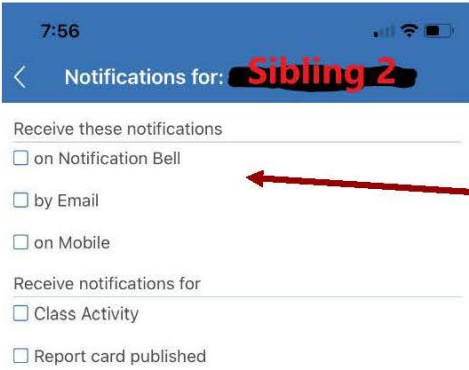 7:56
Notifications for: Sibling 2
Receive these notifications
on Notification Bell
by Email
on Mobile
Receive notifications for
Class Activity
Report card published